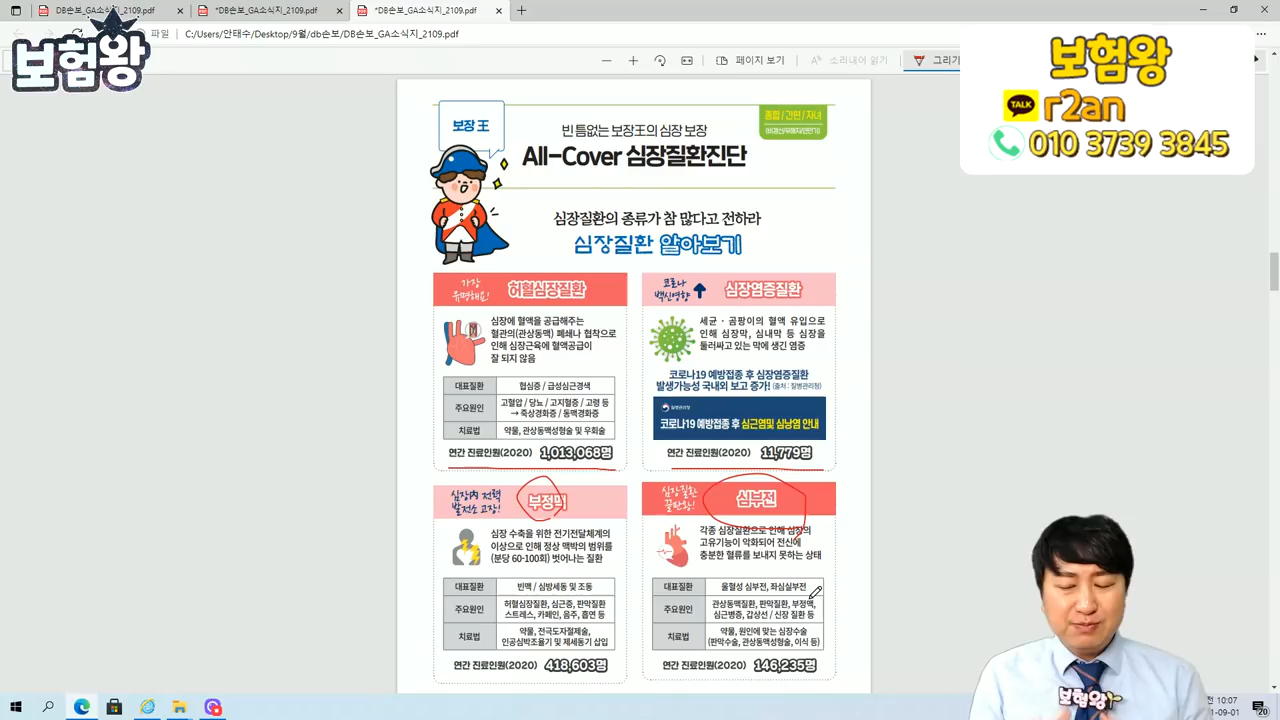 DB손보_GA소식지_2109.pdf
*DB손보_GA소식지_2109.pdf
*DB손보_GA소식지_2109.pdf
파일
C:/Users/안태수/Desktop/9월/db손보/DB손보_GA소식지_2109.pdf
보험왕
페이지 보기
소리내어 읽기
그리기
보험왕
TALK
r2an
010 3739 3845
보장王
빈 틈없는 보장王의 심장 보장
All-Cover 심장질환진단
종합 / 간편 / 자녀
심장질환의 종류가 참 많다고 전하라
심장질환 알아보기
가장
유명해요!
허혈심장질환
심장에 혈액을 공급해주는
혈관의(관상동맥) 폐쇄나 협착으로
인해 심장근육에 혈액공급이
잘 되지 않음
대표질환
협심증 / 급성심근경색
주요원인
고혈압 / 당뇨 / 고지혈증 / 고령 등
→ 죽상경화증 / 동맥경화증
치료법
약물, 관상동맥성형술 및 우회술
연간 진료인원(2020) 1,013,068명
코로나
백신영향
심장염증질환
세균 · 곰팡이의 혈액 유입으로
인해 심장막, 심내막 등 심장을
둘러싸고 있는 막에 생긴 염증
코로나19 예방접종 후 심장염증질환
발생가능성 국내외 보고 증가! (출처 : 질병관리청)
질병관리청
코로나19 예방접종 후 심근염및 심낭염 안내
연간 진료인원(2020) 11,779명
심장內 전력
발전소 고장!
부정맥
심장 수축을 위한 전기전달체계의
이상으로 인해 정상 맥박의 범위를
(분당 60-100회) 벗어나는 질환
대표질환
빈맥 / 심방세동 및 조동
주요원인
허혈심장질환, 심근증, 판막질환
스트레스, 카페인, 음주, 흡연 등
치료법
약물, 전극도자절제술,
인공심박조율기 및 제세동기 삽입
연간 진료인원(2020) 418,603명
심장질환
끝판왕!
심부전
각종 심장질환으로 인해 심장의
고유기능이 악화되어 전신에
충분한 혈류를 보내지 못하는 상태
대표질환
울혈성 심부전, 좌심실부전
주요원인
관상동맥질환, 판막질환, 부정맥,
심근병증, 갑상선 / 신장 질환 등
치료법
약물, 원인에 맞는 심장수술
(판막수술, 관상동맥성형술, 이식 등)
연간 진료인원(2020) 146,235명
보험왕
오전 10:07
20